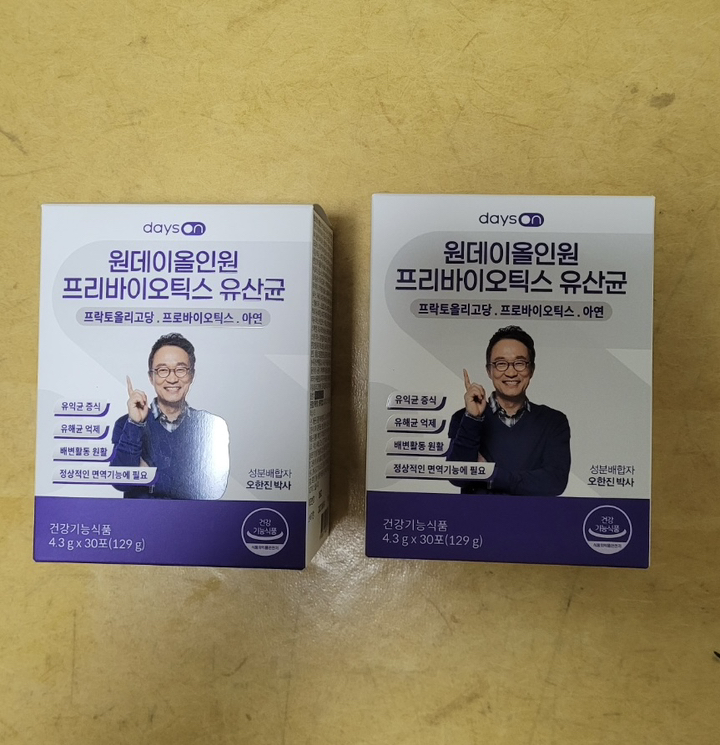 days on
원데이올인원
프리바이오틱스 유산균
프락토올리고당 . 프로바이오틱스 . 아연
유익균 증식
유해균 억제
배변활동 원활
정상적인 면역기능에 필요
성분배합자
오한진 박사
건강기능식품
4.3 g x 30포(129 g)
건강
기능식품
days on
원데이올인원
프리바이오틱스 유산균
프락토올리고당 . 프로바이오틱스 . 아연
유익균 증식
유해균 억제
배변활동 원활
정상적인 면역기능에 필요
성분배합자
오한진 박사
건강기능식품
4.3 g x 30포(129 g)
건강
기능식품